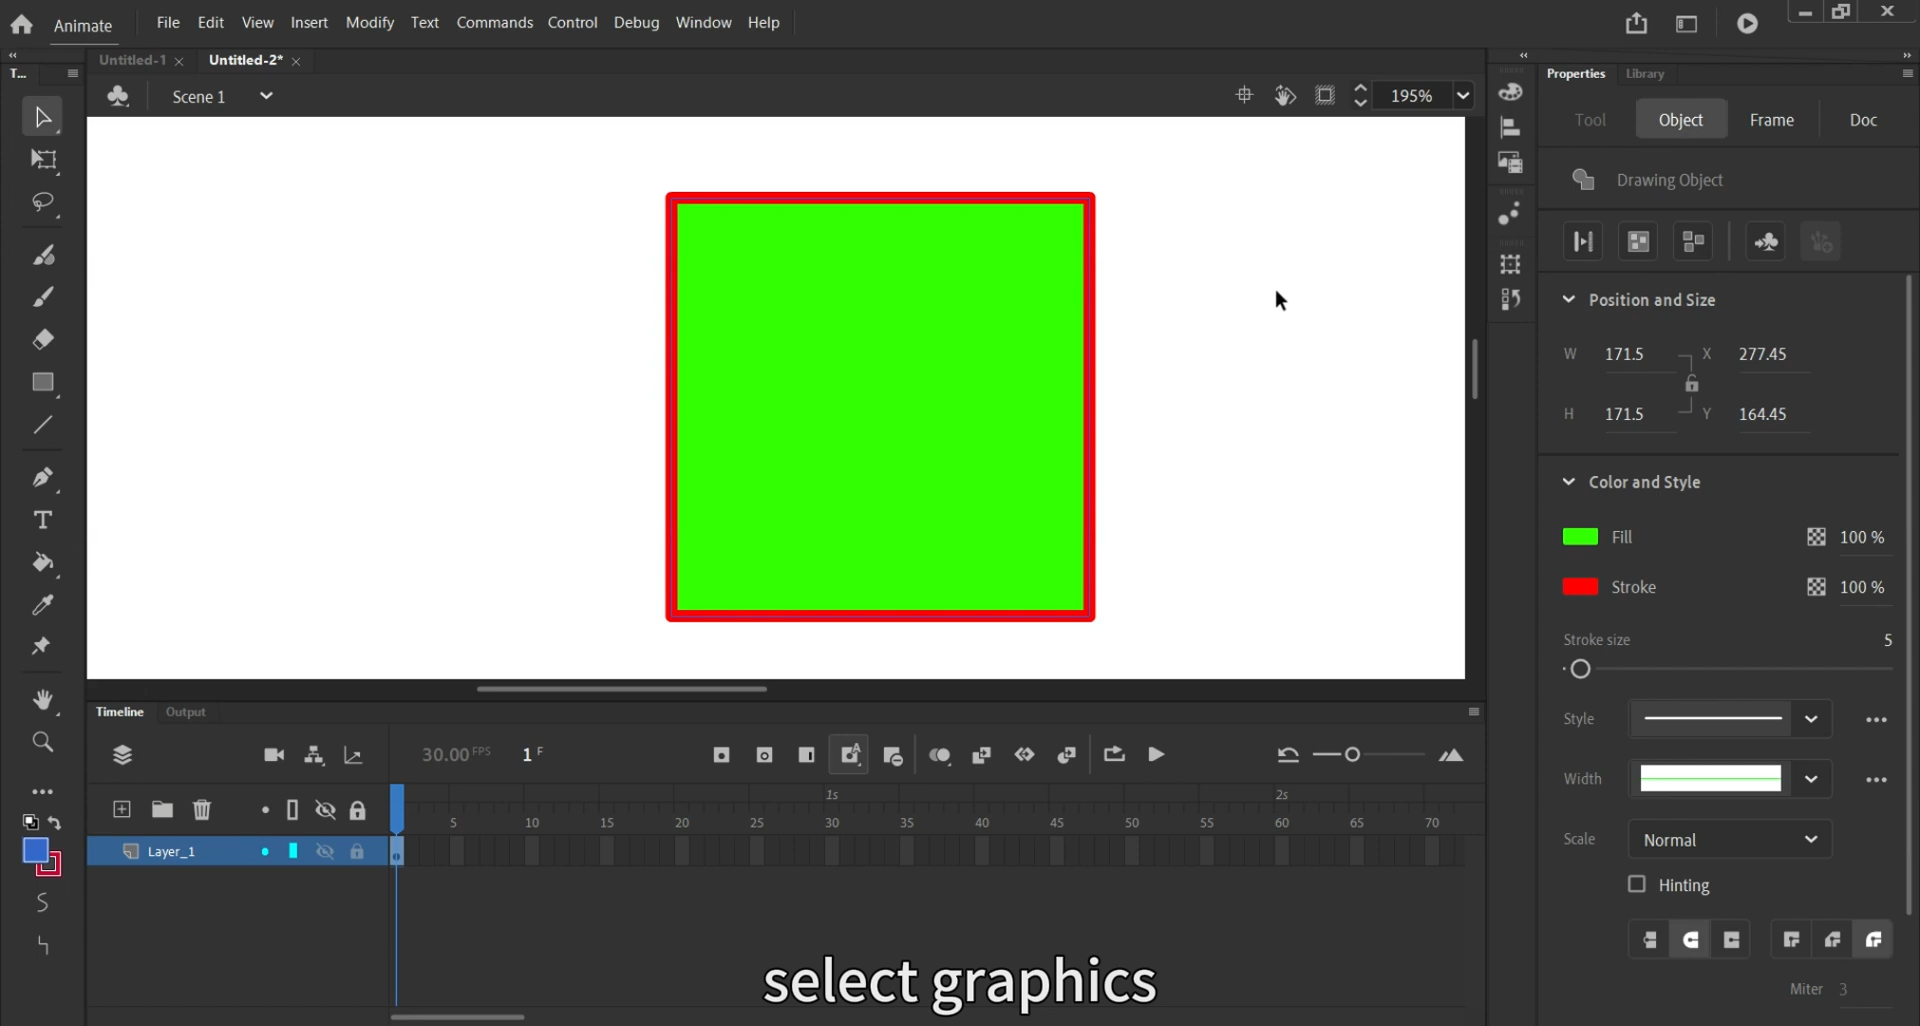 Animate File Edit View Insert Modify Text Commands Control Debug Window Help
Untitled-1 Untitled-2*
T...
Scene 1 195%
Properties Library
Tool Object Frame Doc
Drawing Object
Position and Size
W 171.5 X 277.45
H 171.5 Y 164.45
Color and Style
Fill 100 %
Stroke 100 %
Stroke size 5
Style
Width
Scale Normal
Hinting
Miter 3
Timeline Output
30.00 FPS 1 F
1s 2s
5 10 15 20 25 30 35 40 45 50 55 60 65 70
Layer_1
select graphics